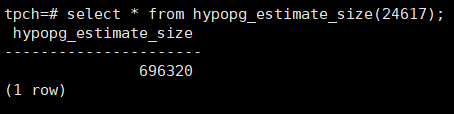 tpch=# select * from hypopg_estimate_size(24617);
hypopg_estimate_size
----------------------
696320
(1 row)